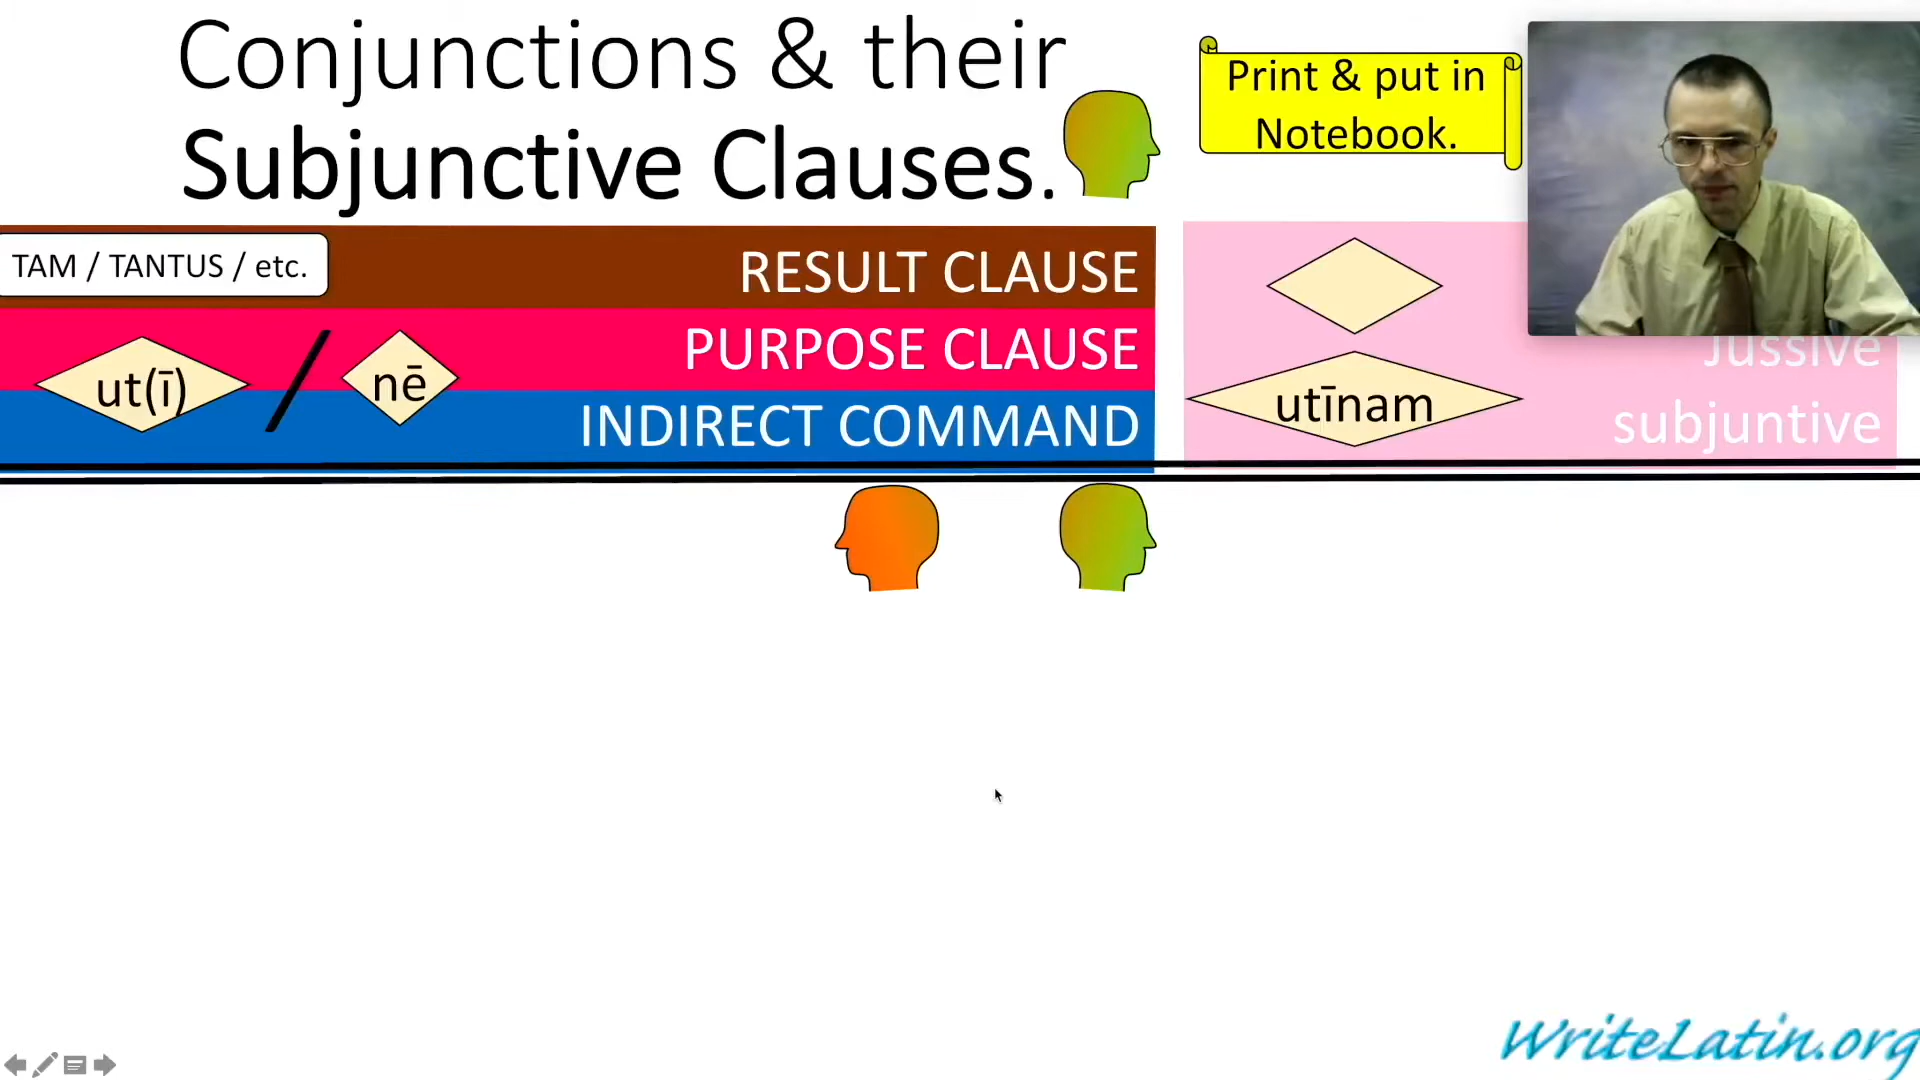 Conjunctions & their
Subjunctive Clauses.
Print & put in
Notebook.
TAM / TANTUS / etc.
RESULT CLAUSE
PURPOSE CLAUSE
ut(ī) / nē
INDIRECT COMMAND
Jussive
utīnam
subjuntive
WriteLatin.org